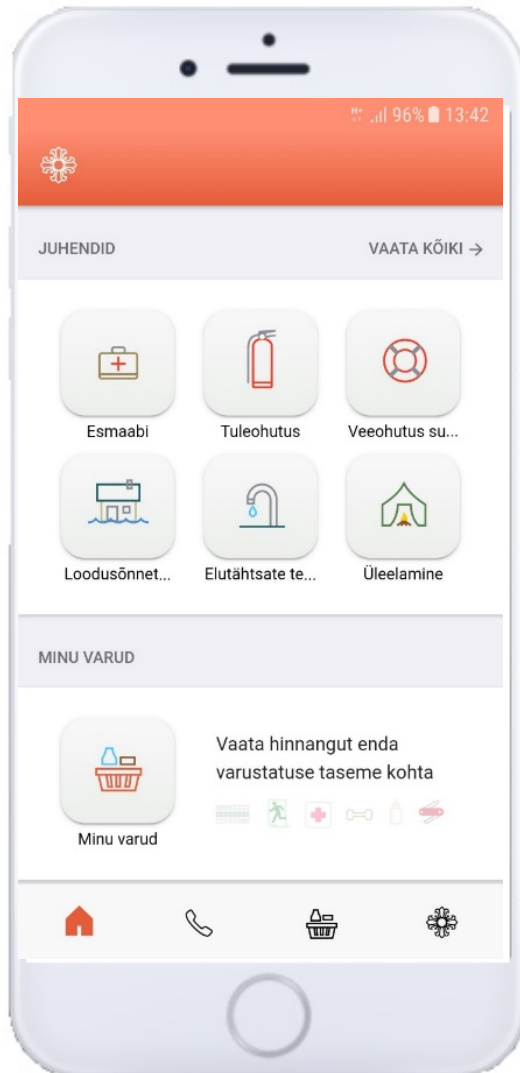 H+ 96% 13:42
JUHENDID VAATA KÕIKI →
Esmaabi Tuleohutus Veeohutus su...
Loodusõnnet... Elutähtsate te... Üleelamine
MINU VARUD
Vaata hinnangut enda
varustatuse taseme kohta
Minu varud